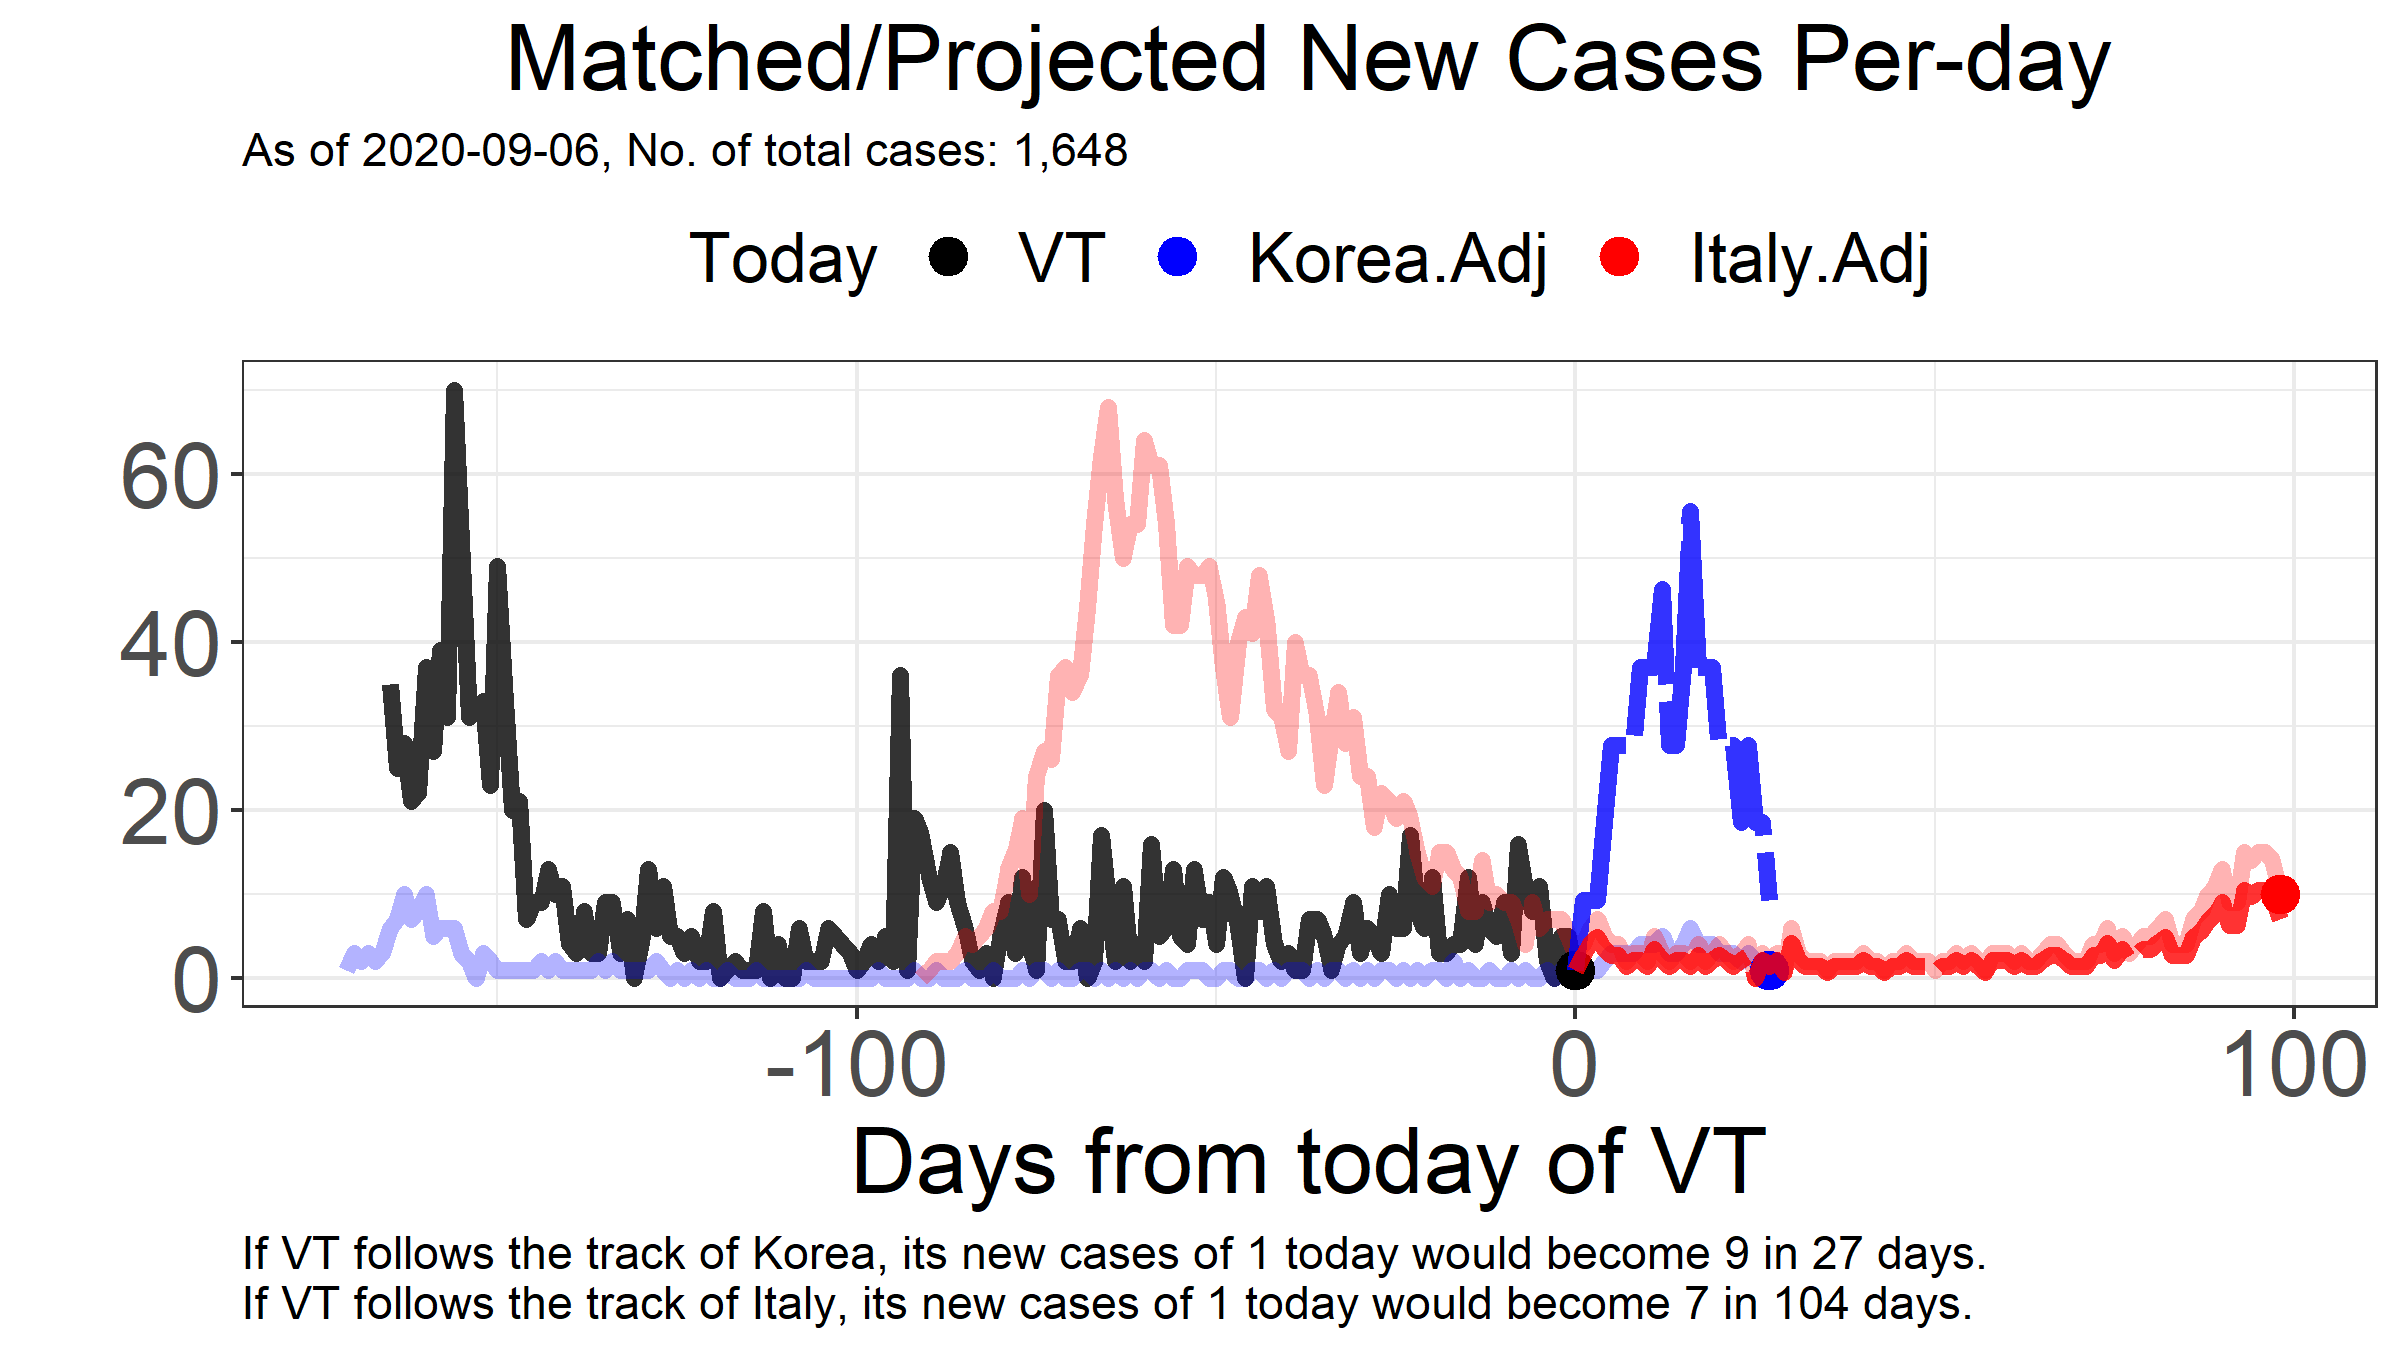 Matched/Projected New Cases Per-day
As of 2020-09-06, No. of total cases: 1,648
Today VT Korea.Adj Italy.Adj
60
40
20
0
-100 0 100
Days from today of VT
If VT follows the track of Korea, its new cases of 1 today would become 9 in 27 days.
If VT follows the track of Italy, its new cases of 1 today would become 7 in 104 days.